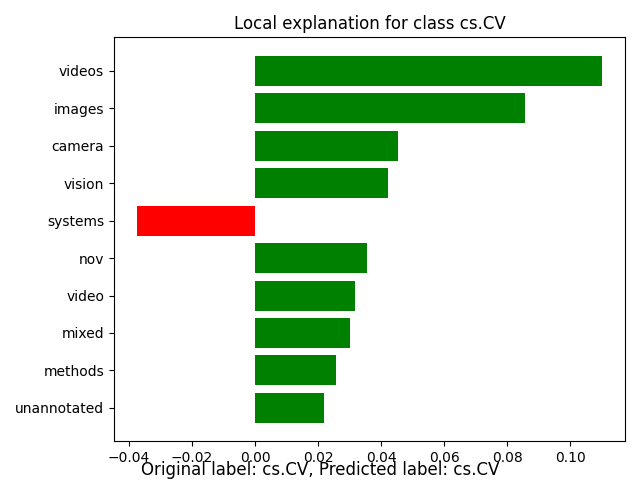 Local explanation for class cs.CV
videos
images
camera
vision
systems
nov
video
mixed
methods
unannotated
−0.04 −0.02 0.00 0.02 0.04 0.06 0.08 0.10
Original label: cs.CV, Predicted label: cs.CV